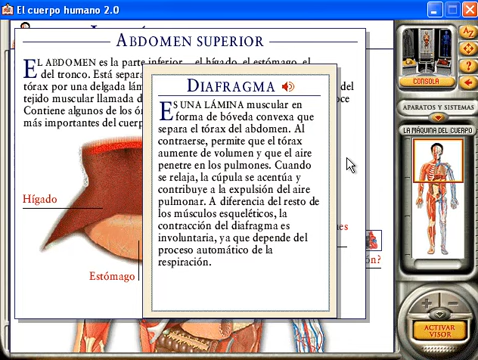 El cuerpo humano 2.0
ABDOMEN SUPERIOR
EL ABDOMEN es la parte inferior
del tronco. Está sepa
tórax por una delgada lám
tejido muscular llamada d
Contiene algunos de los ó
más importantes del cuerp
el hígado, el estómago, el
del
oce
DIAFRAGMA
ES UNA LÁMINA muscular en
forma de bóveda convexa que
separa el tórax del abdomen. Al
contraerse, permite que el tórax
aumente de volumen y que el aire
penetre en los pulmones. Cuando
se relaja, la cúpula se acentúa y
contribuye a la expulsión del aire
pulmonar. A diferencia del resto de
los músculos esqueléticos, la
contracción del diafragma es
involuntaria, ya que depende del
proceso automático de la
respiración.
Hígado
Estómago
nes
ón?
A/Z
?
CONSOLA
APARATOS Y SISTEMAS
LA MÁQUINA DEL CUERPO
ACTIVAR
VISOR